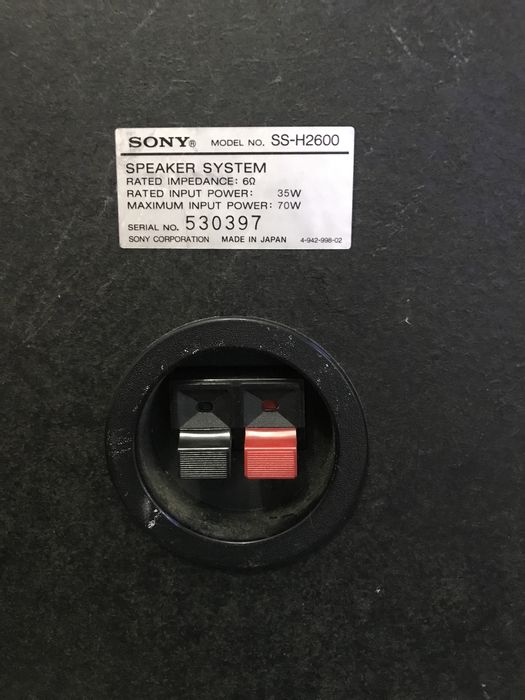 SONY® MODEL NO. SS-H2600
SPEAKER SYSTEM
RATED IMPEDANCE: 6Ω
RATED INPUT POWER: 35W
MAXIMUM INPUT POWER: 70W
SERIAL NO. 530397
SONY CORPORATION MADE IN JAPAN 4-942-998-02